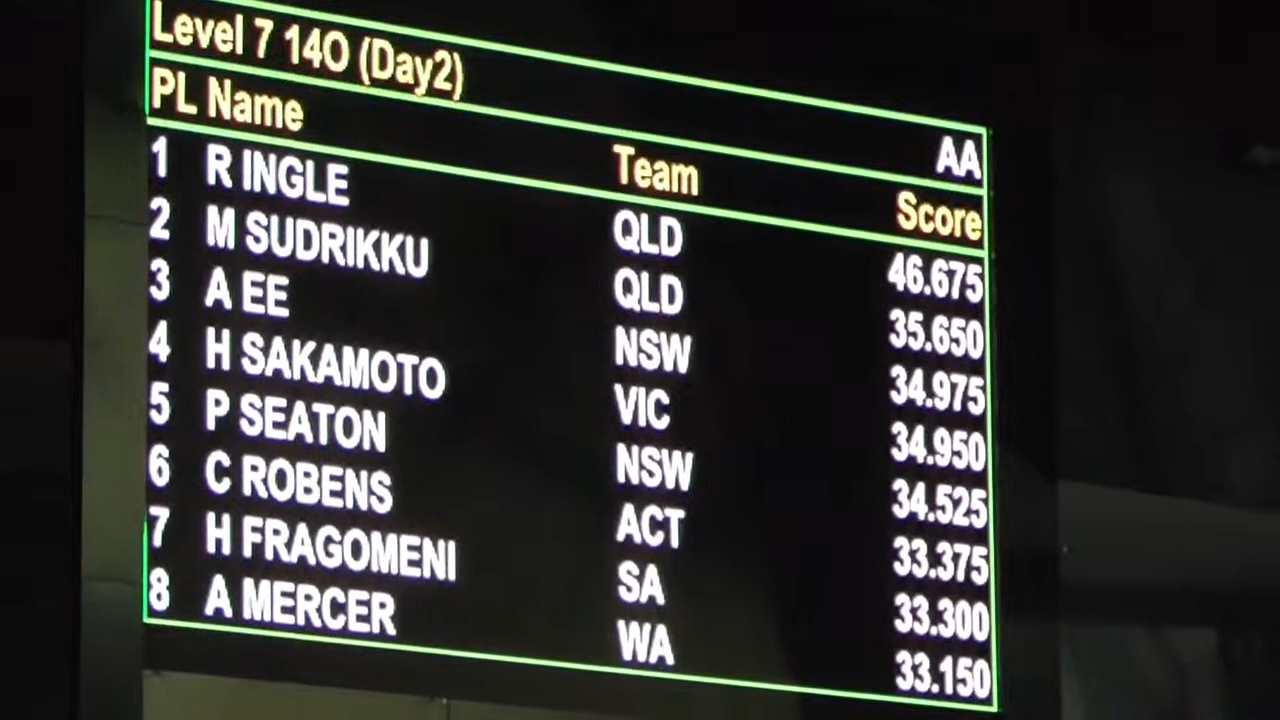 Level 7 14O (Day2) AA
PL Name Team Score
1 R INGLE QLD 46.675
2 M SUDRIKKU QLD 35.650
3 A EE NSW 34.975
4 H SAKAMOTO VIC 34.950
5 P SEATON NSW 34.525
6 C ROBENS ACT 33.375
7 H FRAGOMENI SA 33.300
8 A MERCER WA 33.150